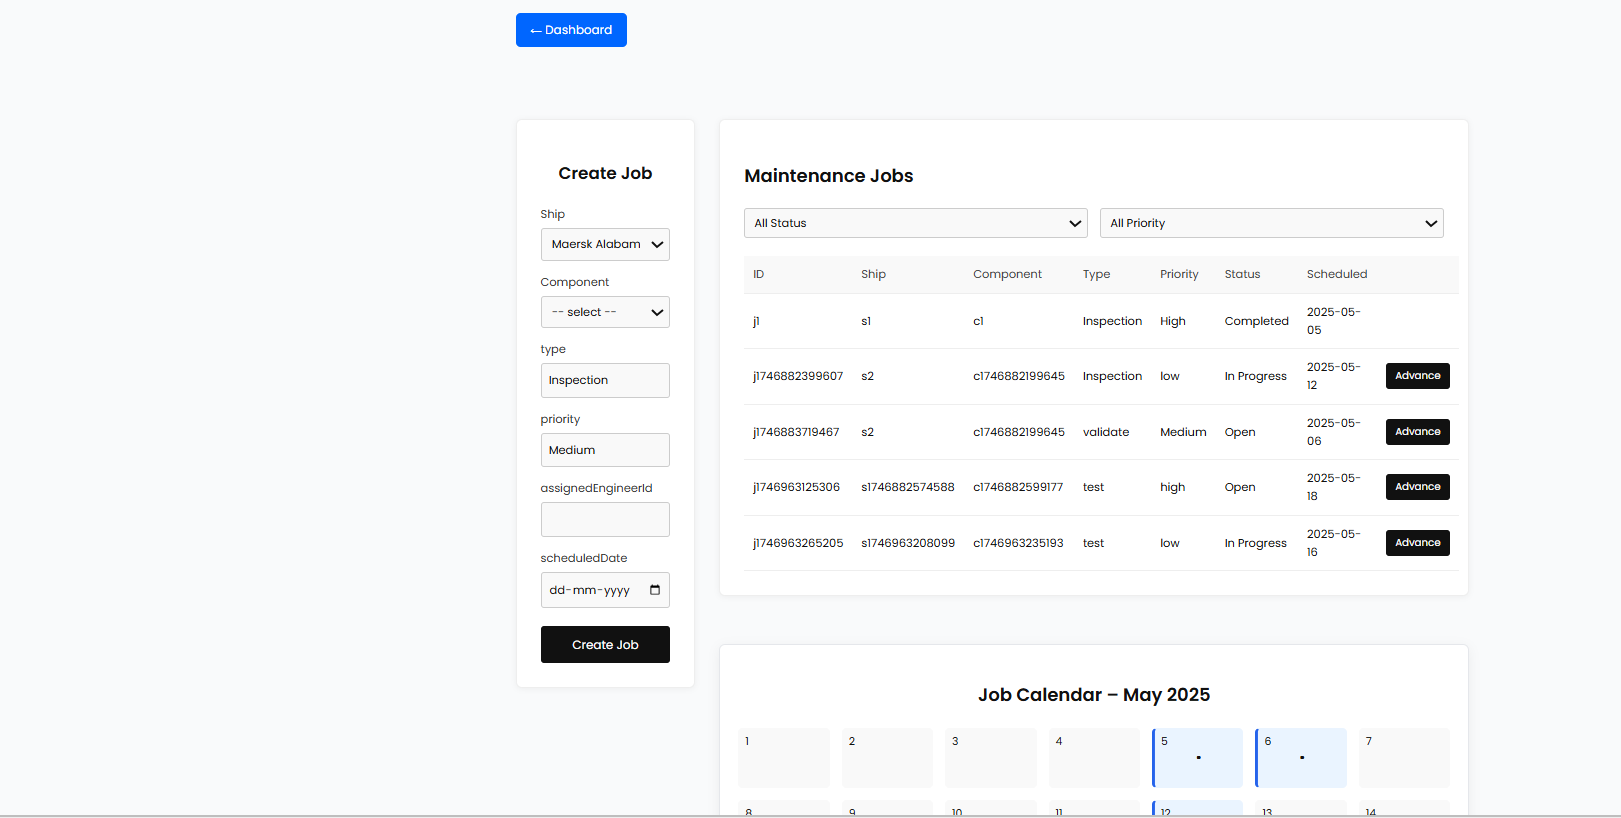 ← Dashboard
Create Job
Ship
Maersk Alabam
Component
-- select --
type
Inspection
priority
Medium
assignedEngineerId
scheduledDate
dd-mm-yyyy
Create Job
Maintenance Jobs
All Status All Priority
ID Ship Component Type Priority Status Scheduled
j1 s1 c1 Inspection High Completed 2025-05-05
j1746882399607 s2 c1746882199645 Inspection low In Progress 2025-05-12 Advance
j1746883719467 s2 c1746882199645 validate Medium Open 2025-05-06 Advance
j1746963125306 s1746882574588 c1746882599177 test high Open 2025-05-18 Advance
j1746963265205 s1746963208099 c1746963235193 test low In Progress 2025-05-16 Advance
Job Calendar – May 2025
1 2 3 4 5 6 7
8 9 10 11 12 13 14